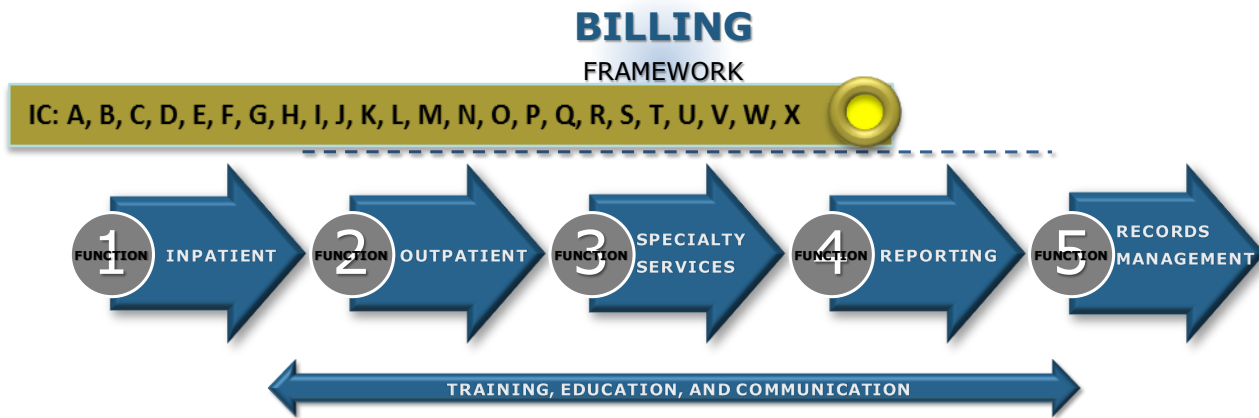 BILLING
FRAMEWORK
IC: A, B, C, D, E, F, G, H, I, J, K, L, M, N, O, P, Q, R, S, T, U, V, W, X
1
FUNCTION
INPATIENT
2
FUNCTION
OUTPATIENT
3
FUNCTION
SPECIALTY
SERVICES
4
FUNCTION
REPORTING
5
FUNCTION
RECORDS
MANAGEMENT
TRAINING, EDUCATION, AND COMMUNICATION